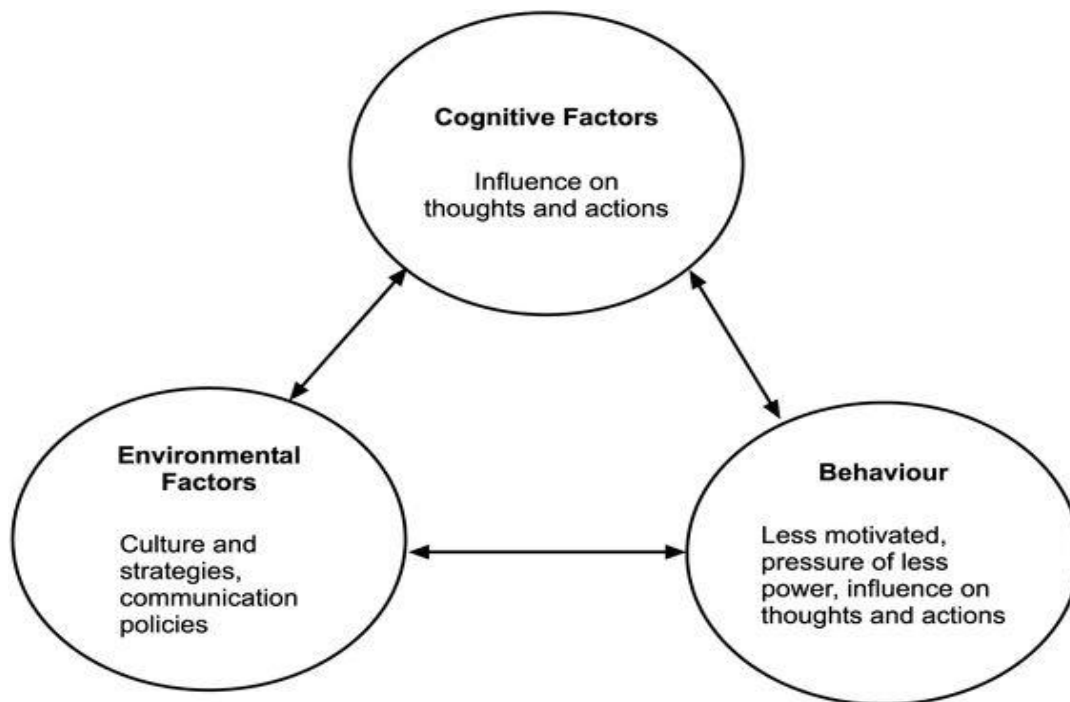 Cognitive Factors
Influence on
thoughts and actions
Environmental
Factors
Culture and
strategies,
communication
policies
Behaviour
Less motivated,
pressure of less
power, influence on
thoughts and actions